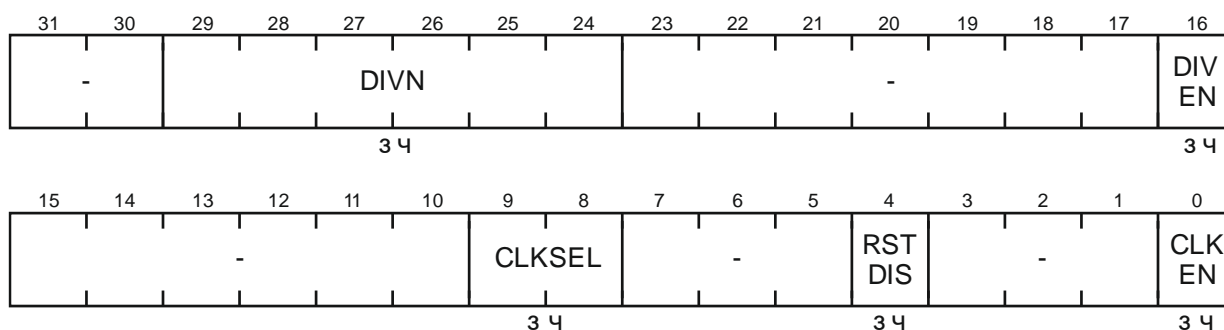 31 30 29 28 27 26 25 24 23 22 21 20 19 18 17 16
- DIVN - DIV
EN
З Ч З Ч
15 14 13 12 11 10 9 8 7 6 5 4 3 2 1 0
- CLKSEL - RST - CLK
DIS EN
З Ч З Ч З Ч